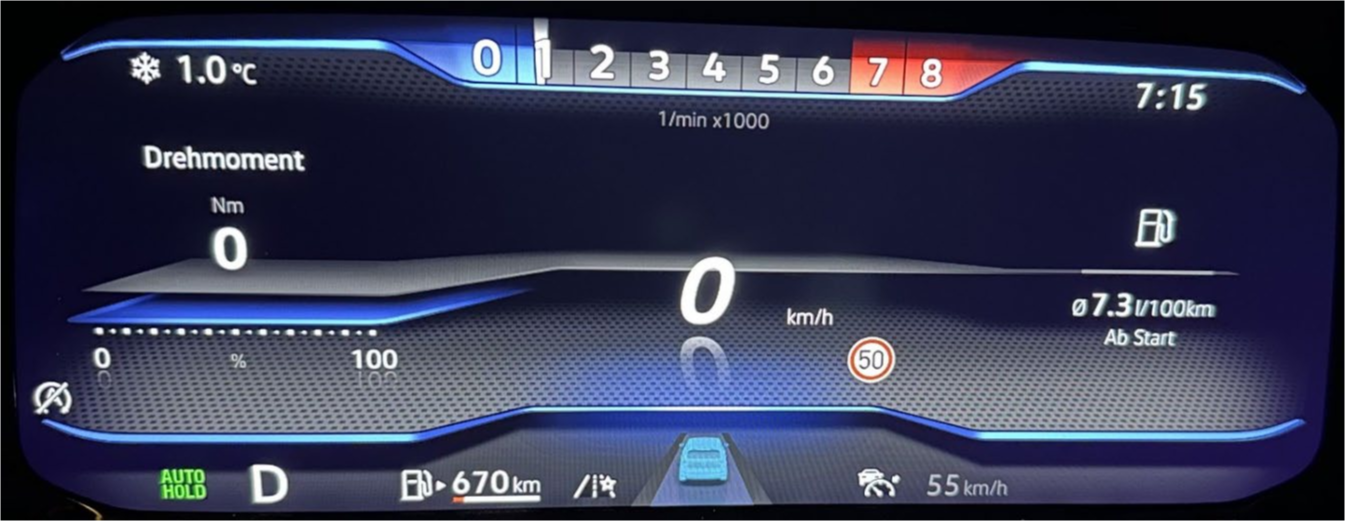 0 1 2 3 4 5 6 7 8
1.0 °C
7:15
1/min x1000
Drehmoment
Nm
0
0 km/h
ø 7.3 l/100km
Ab Start
0 % 100
50
AUTO
HOLD
D
670 km
55 km/h